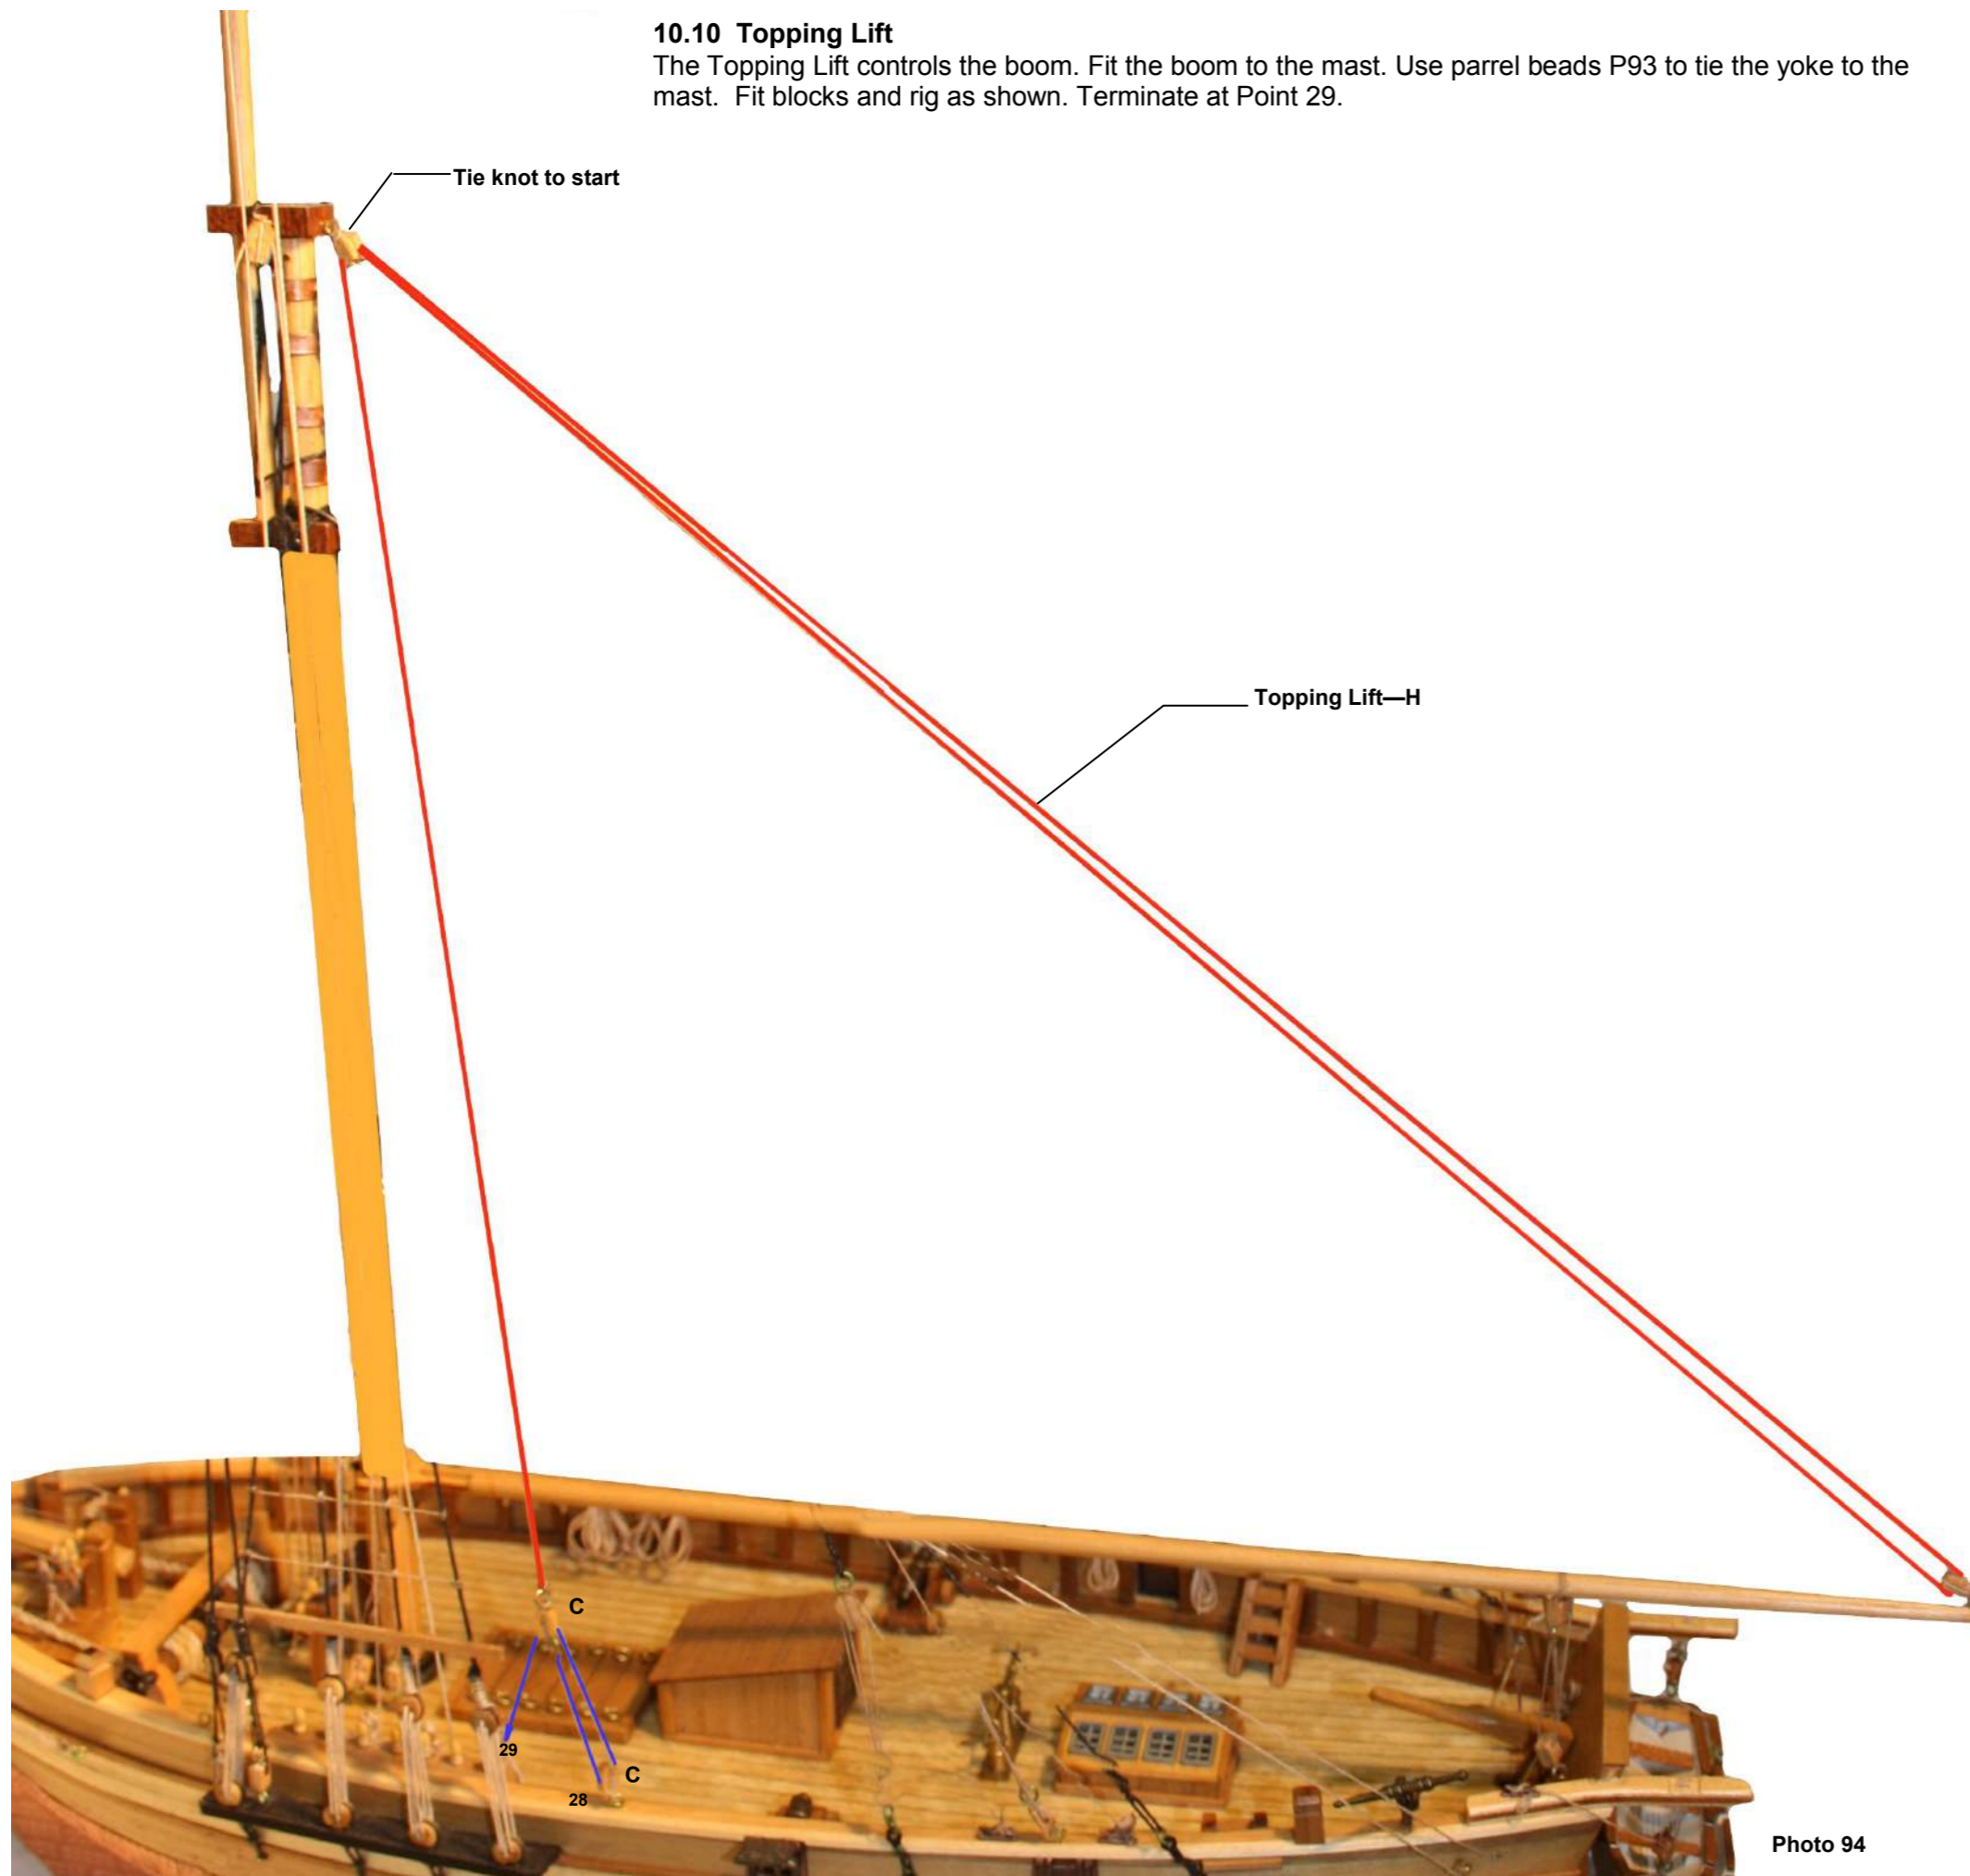 10.10 Topping Lift
The Topping Lift controls the boom. Fit the boom to the mast. Use parrel beads P93 to tie the yoke to the
mast. Fit blocks and rig as shown. Terminate at Point 29.
Tie knot to start
Topping Lift—H
C
29
C
28
Photo 94